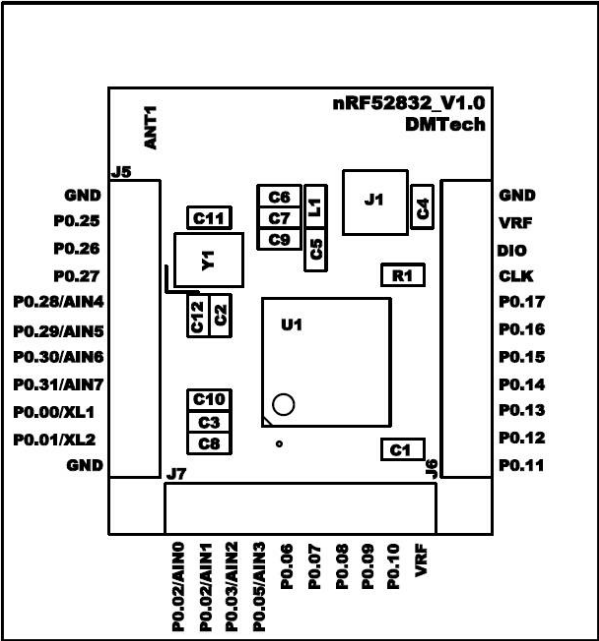 nRF52832_V1.0
DMTech
ANT1
J5
GND
P0.25
P0.26
P0.27
P0.28/AIN4
P0.29/AIN5
P0.30/AIN6
P0.31/AIN7
P0.00/XL1
P0.01/XL2
GND
C6
C7
C9
L1
C5
J1
C4
C11
Y1
R1
C12
C2
U1
C10
C3
C8
C1
GND
VRF
DIO
CLK
P0.17
P0.16
P0.15
P0.14
P0.13
P0.12
P0.11
J7
J6
P0.02/AIN0
P0.02/AIN1
P0.03/AIN2
P0.05/AIN3
P0.06
P0.07
P0.08
P0.09
P0.10
VRF